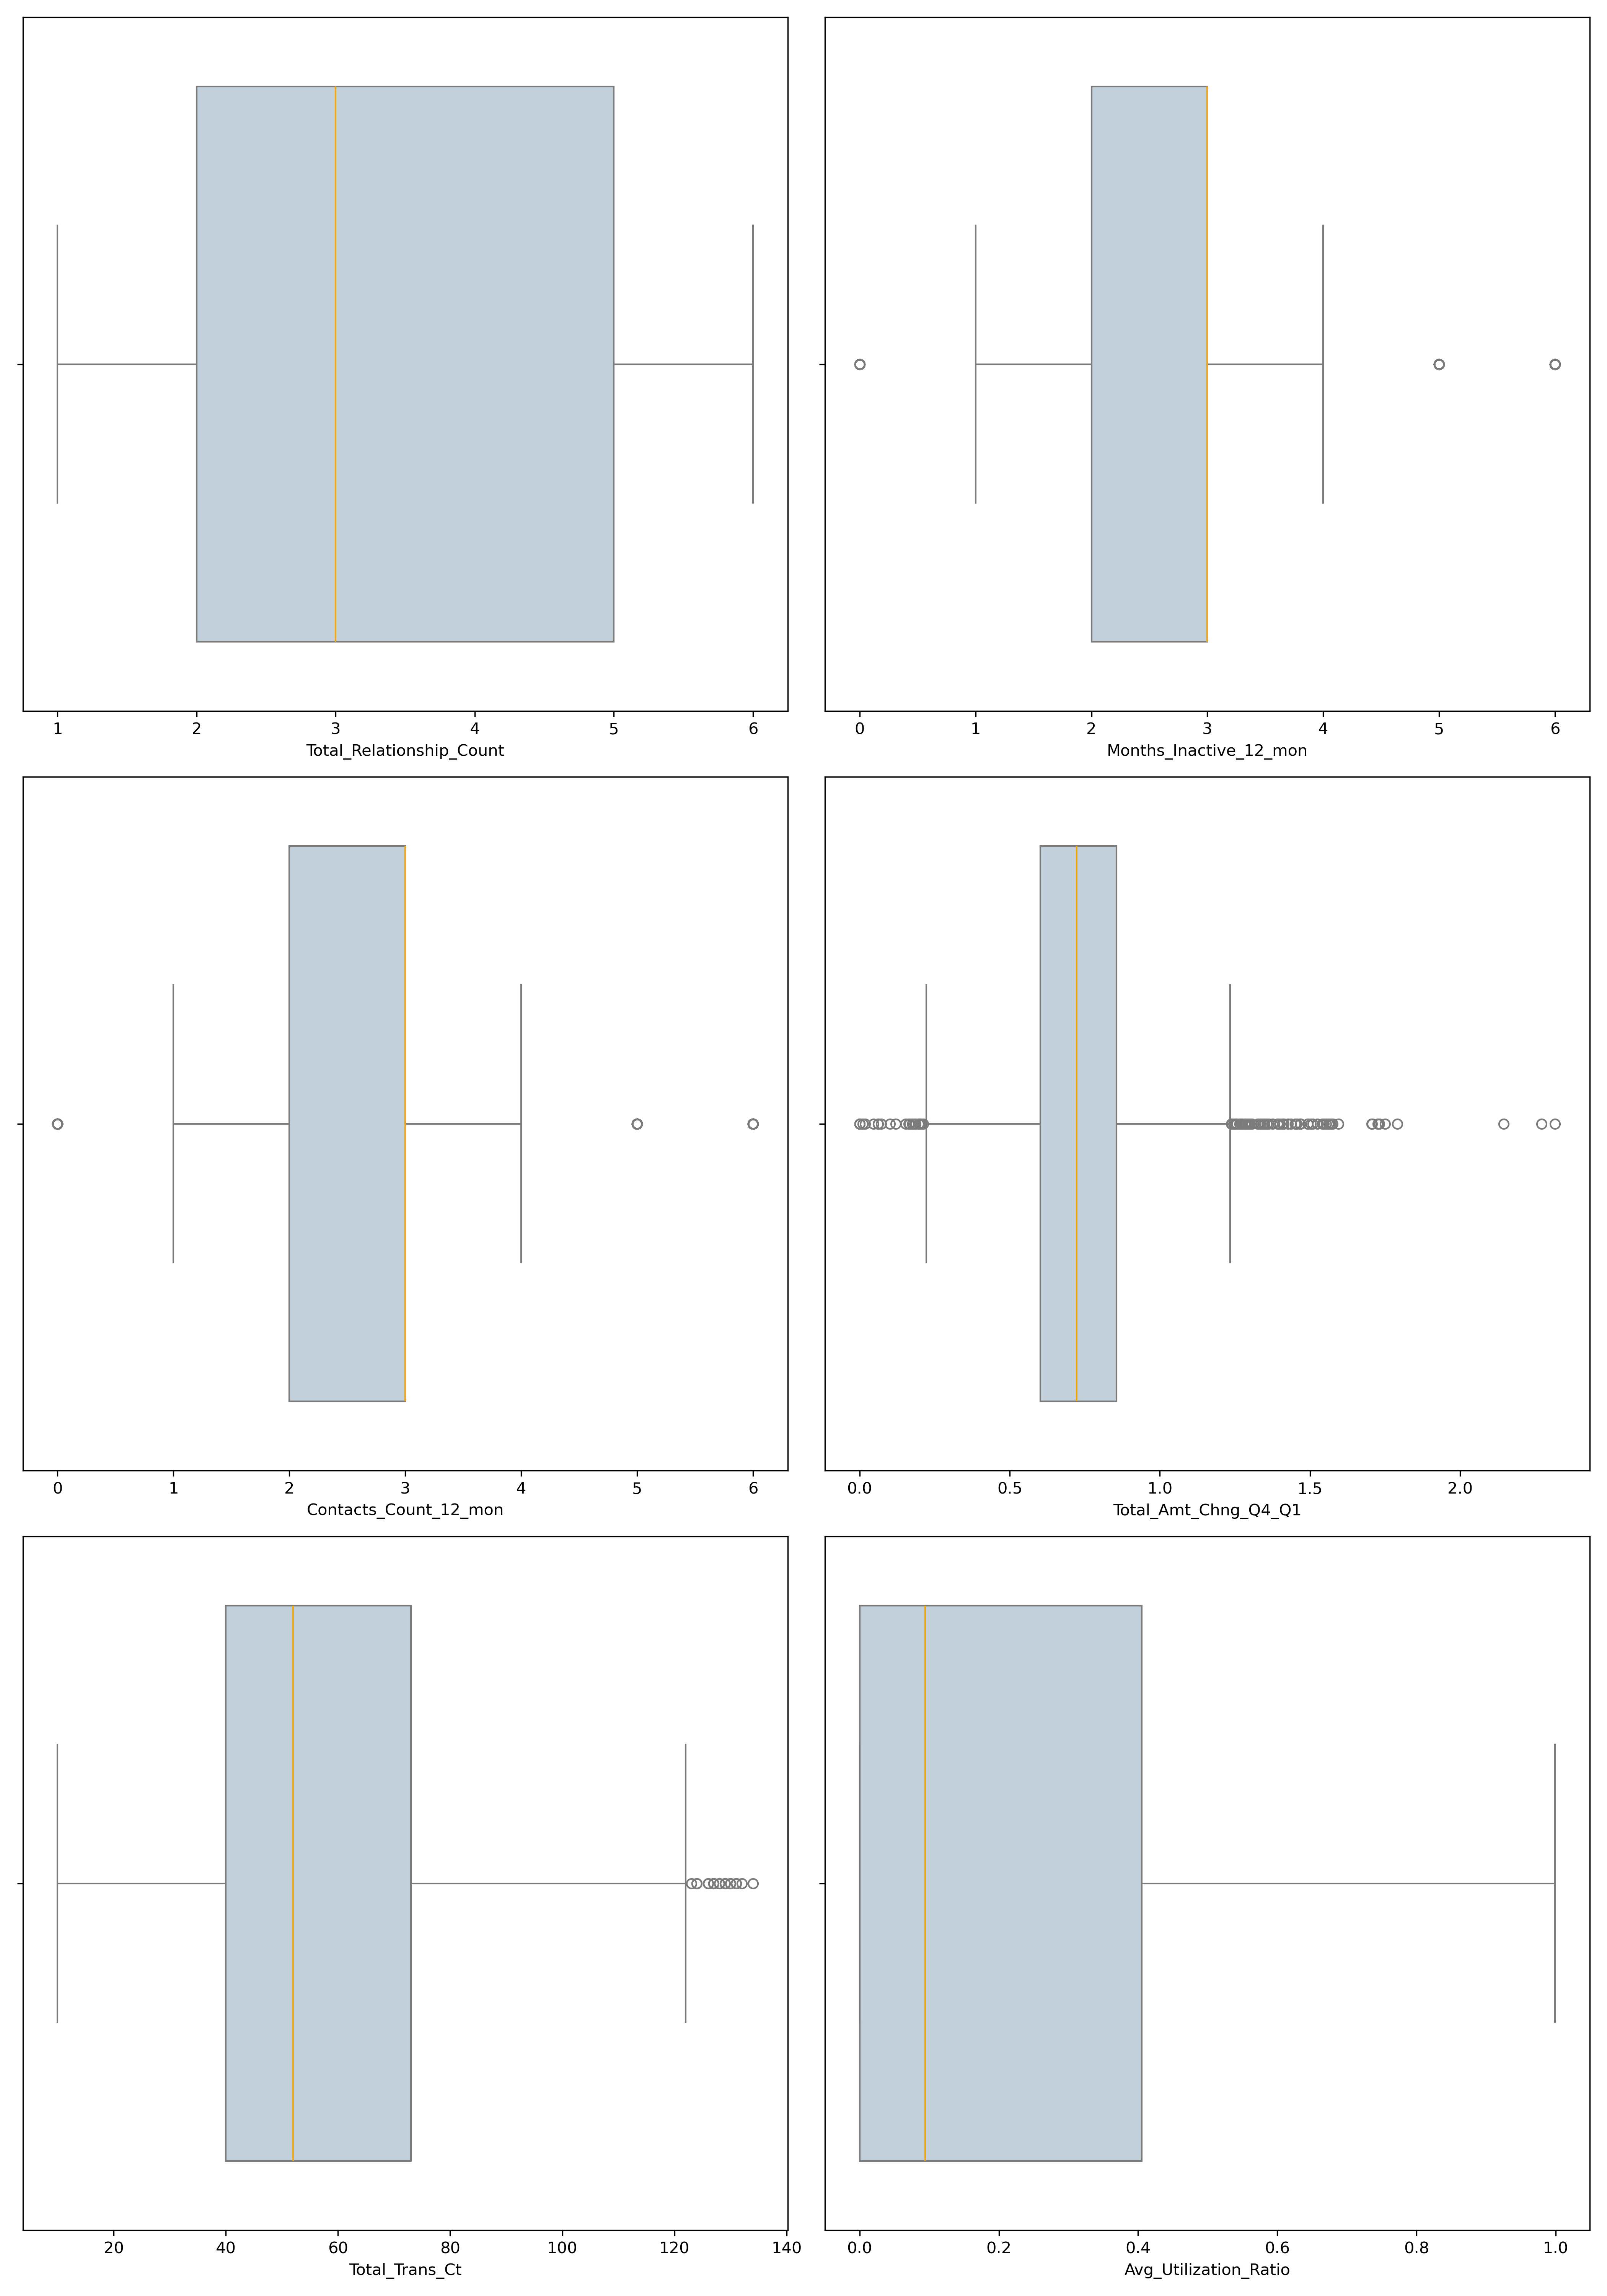 1 2 3 4 5 6
Total_Relationship_Count
0 1 2 3 4 5 6
Months_Inactive_12_mon
0 1 2 3 4 5 6
Contacts_Count_12_mon
0.0 0.5 1.0 1.5 2.0
Total_Amt_Chng_Q4_Q1
20 40 60 80 100 120 140
Total_Trans_Ct
0.0 0.2 0.4 0.6 0.8 1.0
Avg_Utilization_Ratio